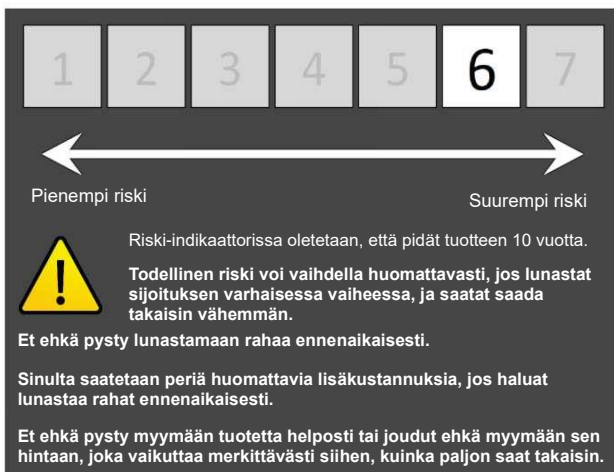 1 2 3 4 5 6 7
Pienempi riski
Suurempi riski
Riski-indikaattorissa oletetaan, että pidät tuotteen 10 vuotta.
Todellinen riski voi vaihdella huomattavasti, jos lunastat
sijoituksen varhaisessa vaiheessa, ja saatat saada
takaisin vähemmän.
Et ehkä pysty lunastamaan rahaa ennenaikaisesti.
Sinulta saatetaan periä huomattavia lisäkustannuksia, jos haluat
lunastaa rahat ennenaikaisesti.
Et ehkä pysty myymään tuotetta helposti tai joudut ehkä myymään sen
hintaan, joka vaikuttaa merkittävästi siihen, kuinka paljon saat takaisin.